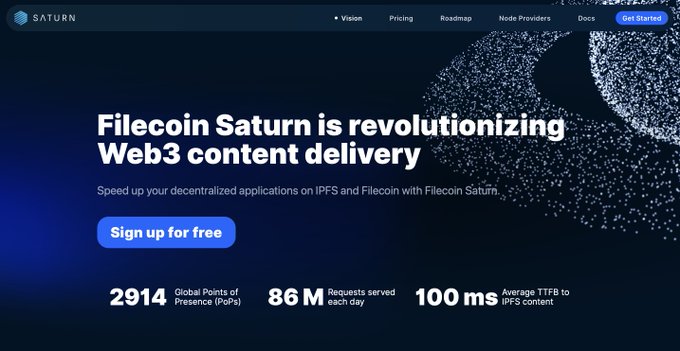 SATURN
Vision Pricing Roadmap Node Providers Docs Get Started
Filecoin Saturn is revolutionizing
Web3 content delivery
Speed up your decentralized applications on IPFS and Filecoin with Filecoin Saturn.
Sign up for free
2914 Global Points of
Presence (PoPs)
86 M Requests served
each day
100 ms Average TTFB to
IPFS content